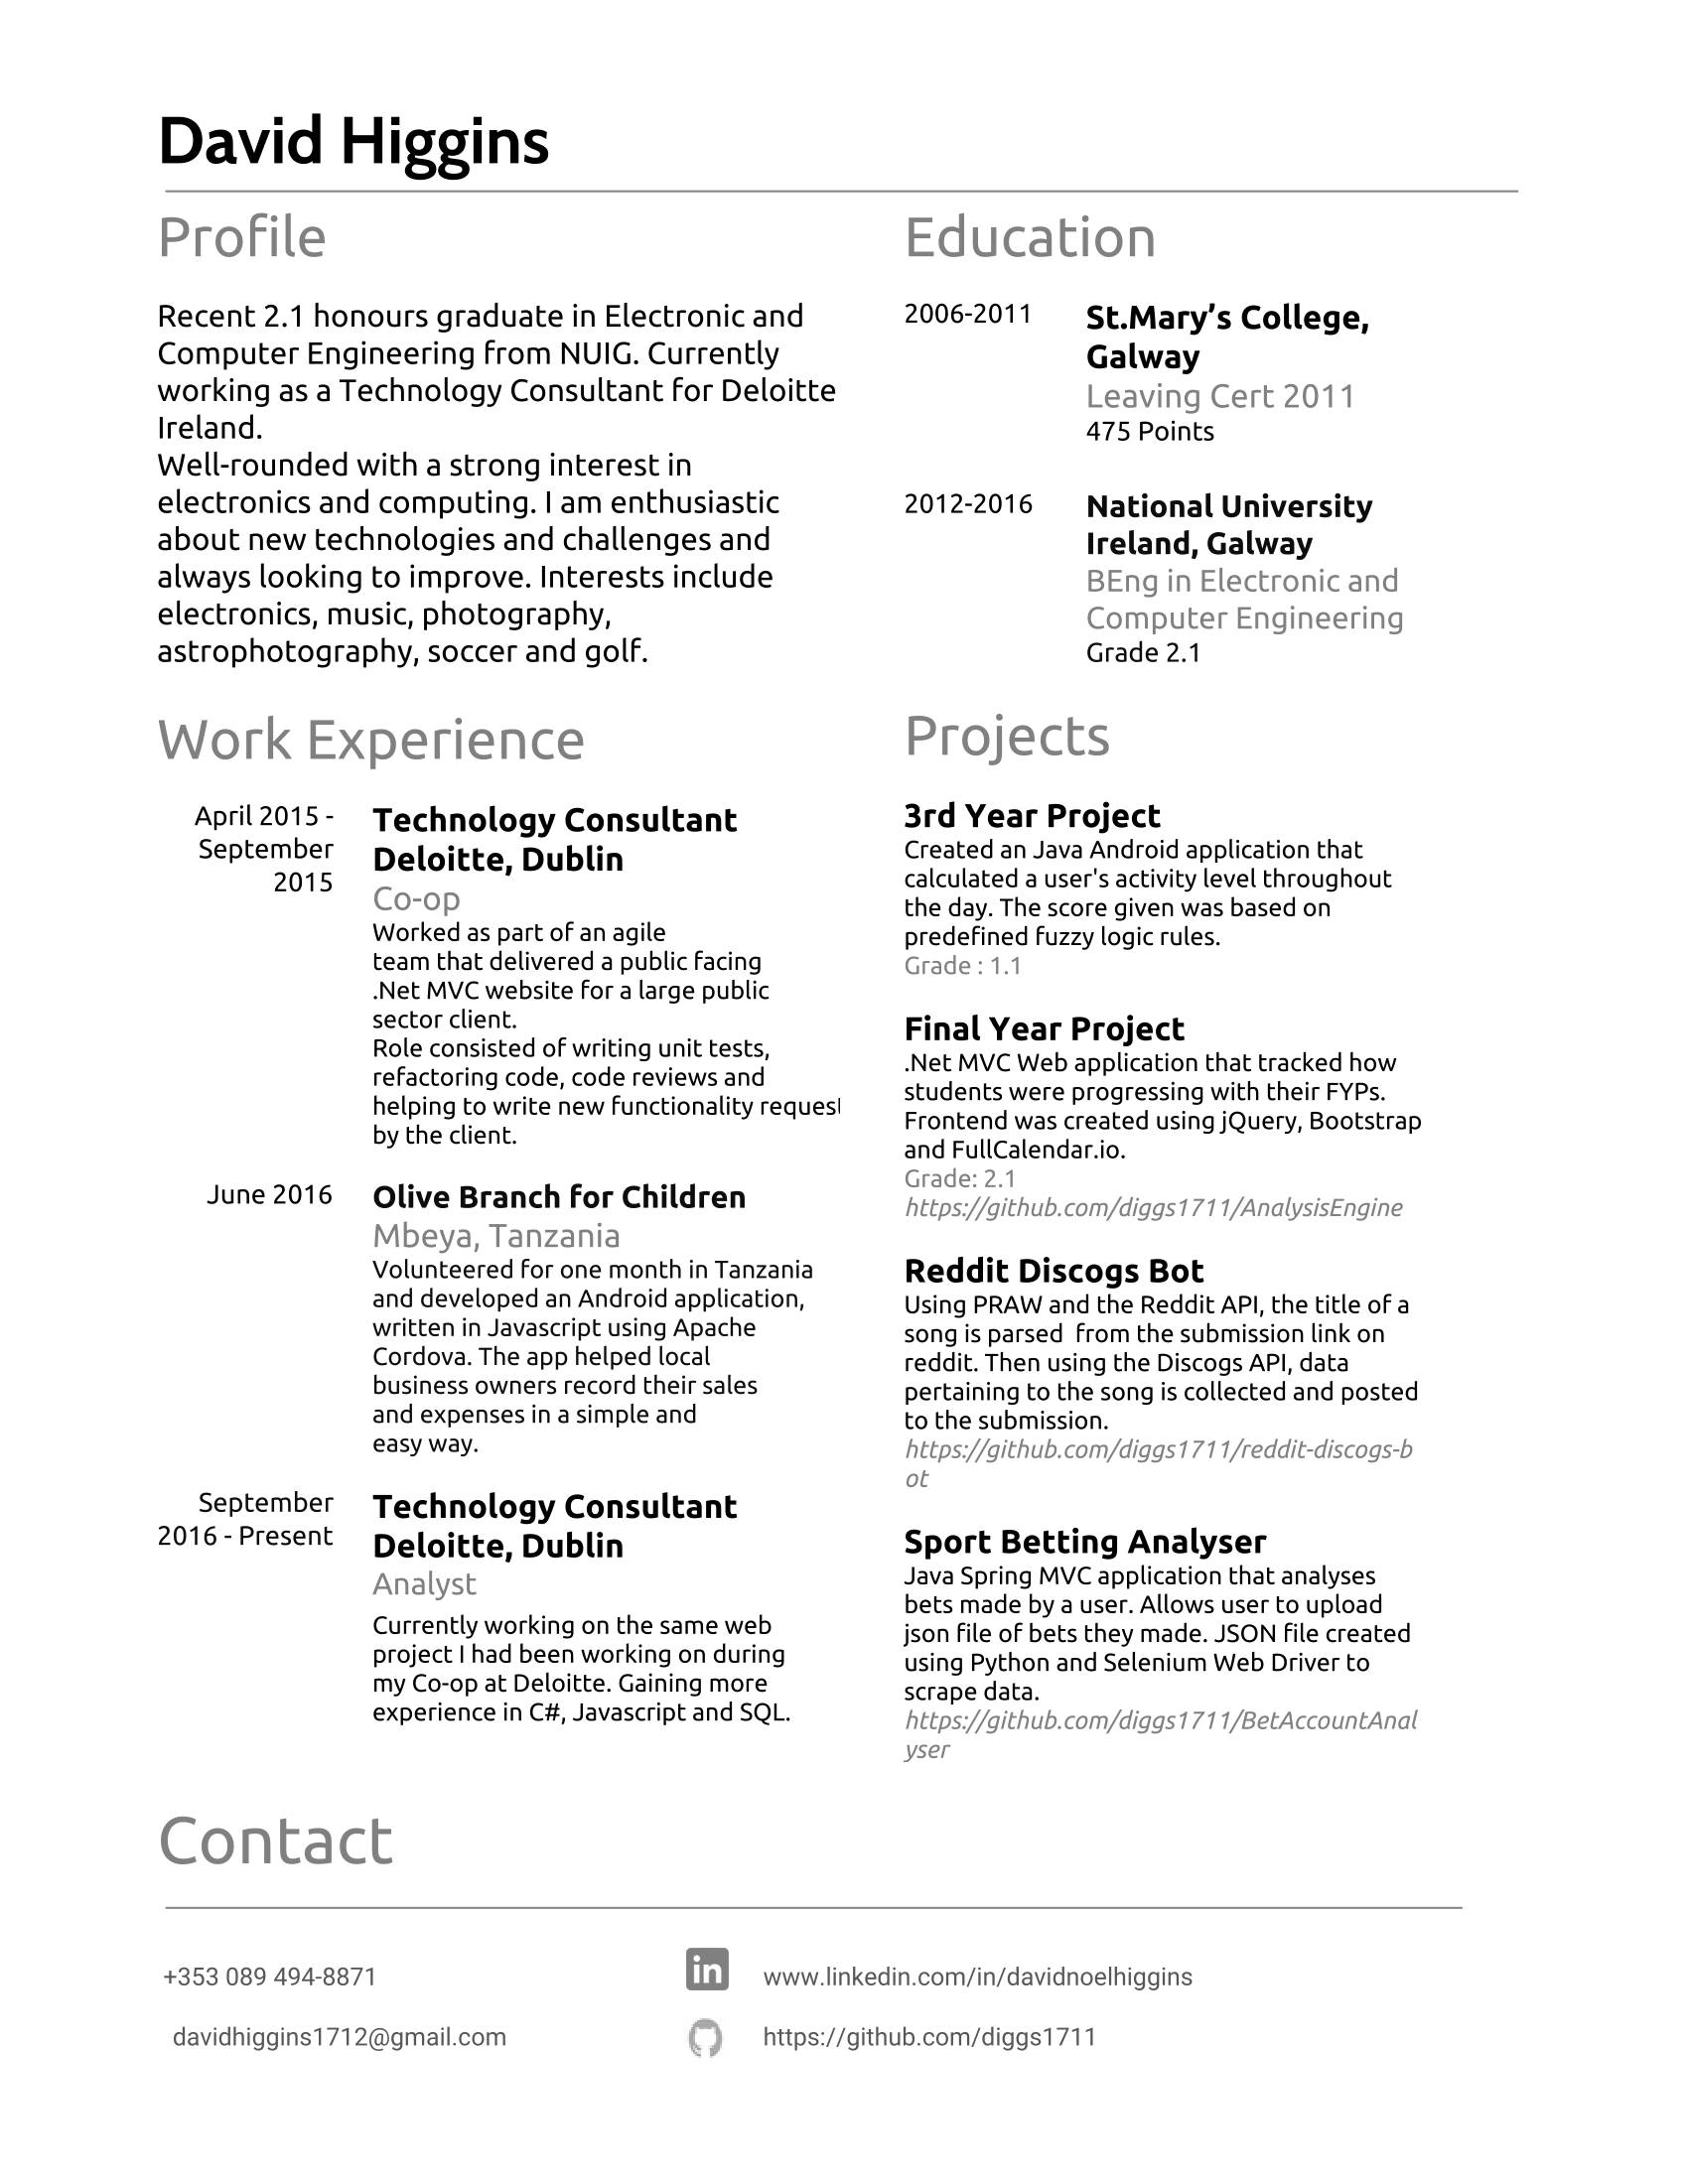 David Higgins
Profile
Recent 2.1 honours graduate in Electronic and
Computer Engineering from NUIG. Currently
working as a Technology Consultant for Deloitte
Ireland.
Well-rounded with a strong interest in
electronics and computing. I am enthusiastic
about new technologies and challenges and
always looking to improve. Interests include
electronics, music, photography,
astrophotography, soccer and golf.
Work Experience
April 2015 -
September
2015
Technology Consultant
Deloitte, Dublin
Co-op
Worked as part of an agile
team that delivered a public facing
.Net MVC website for a large public
sector client.
Role consisted of writing unit tests,
refactoring code, code reviews and
helping to write new functionality request
by the client.
June 2016
Olive Branch for Children
Mbeya, Tanzania
Volunteered for one month in Tanzania
and developed an Android application,
written in Javascript using Apache
Cordova. The app helped local
business owners record their sales
and expenses in a simple and
easy way.
September
2016 - Present
Technology Consultant
Deloitte, Dublin
Analyst
Currently working on the same web
project I had been working on during
my Co-op at Deloitte. Gaining more
experience in C#, Javascript and SQL.
Education
2006-2011
St.Mary’s College,
Galway
Leaving Cert 2011
475 Points
2012-2016
National University
Ireland, Galway
BEng in Electronic and
Computer Engineering
Grade 2.1
Projects
3rd Year Project
Created an Java Android application that
calculated a user's activity level throughout
the day. The score given was based on
predefined fuzzy logic rules.
Grade : 1.1
Final Year Project
.Net MVC Web application that tracked how
students were progressing with their FYPs.
Frontend was created using jQuery, Bootstrap
and FullCalendar.io.
Grade: 2.1
https://github.com/diggs1711/AnalysisEngine
Reddit Discogs Bot
Using PRAW and the Reddit API, the title of a
song is parsed  from the submission link on
reddit. Then using the Discogs API, data
pertaining to the song is collected and posted
to the submission.
https://github.com/diggs1711/reddit-discogs-b
ot
Sport Betting Analyser
Java Spring MVC application that analyses
bets made by a user. Allows user to upload
json file of bets they made. JSON file created
using Python and Selenium Web Driver to
scrape data.
https://github.com/diggs1711/BetAccountAnal
yser
Contact
+353 089 494-8871
davidhiggins1712@gmail.com
in
www.linkedin.com/in/davidnoelhiggins
https://github.com/diggs1711